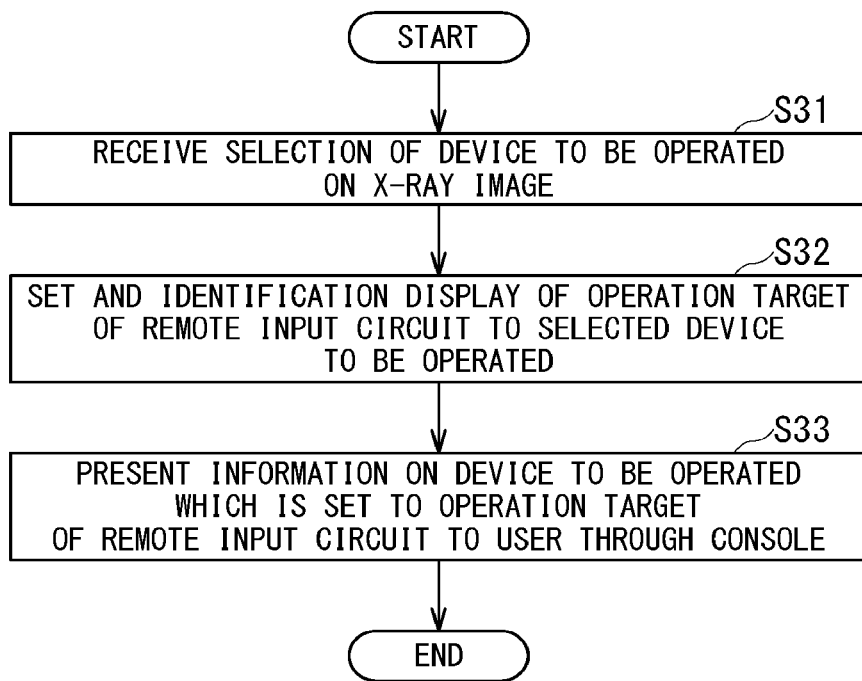 START
S31
RECEIVE SELECTION OF DEVICE TO BE OPERATED
ON X-RAY IMAGE
S32
SET AND IDENTIFICATION DISPLAY OF OPERATION TARGET
OF REMOTE INPUT CIRCUIT TO SELECTED DEVICE
TO BE OPERATED
S33
PRESENT INFORMATION ON DEVICE TO BE OPERATED
WHICH IS SET TO OPERATION TARGET
OF REMOTE INPUT CIRCUIT TO USER THROUGH CONSOLE
END